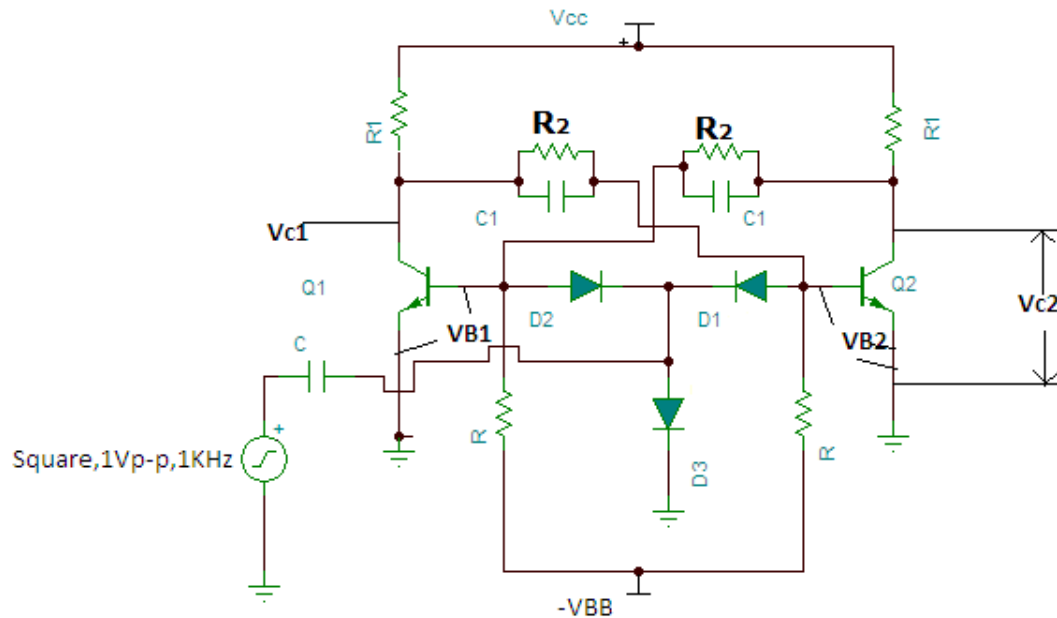 Vcc
+
R1
R2
R2
R1
C1
C1
Vc1
Q1
Q2
D2
D1
VB1
VB2
Vc2
C
+
Square,1Vp-p,1KHz
R
D3
R
-VBB